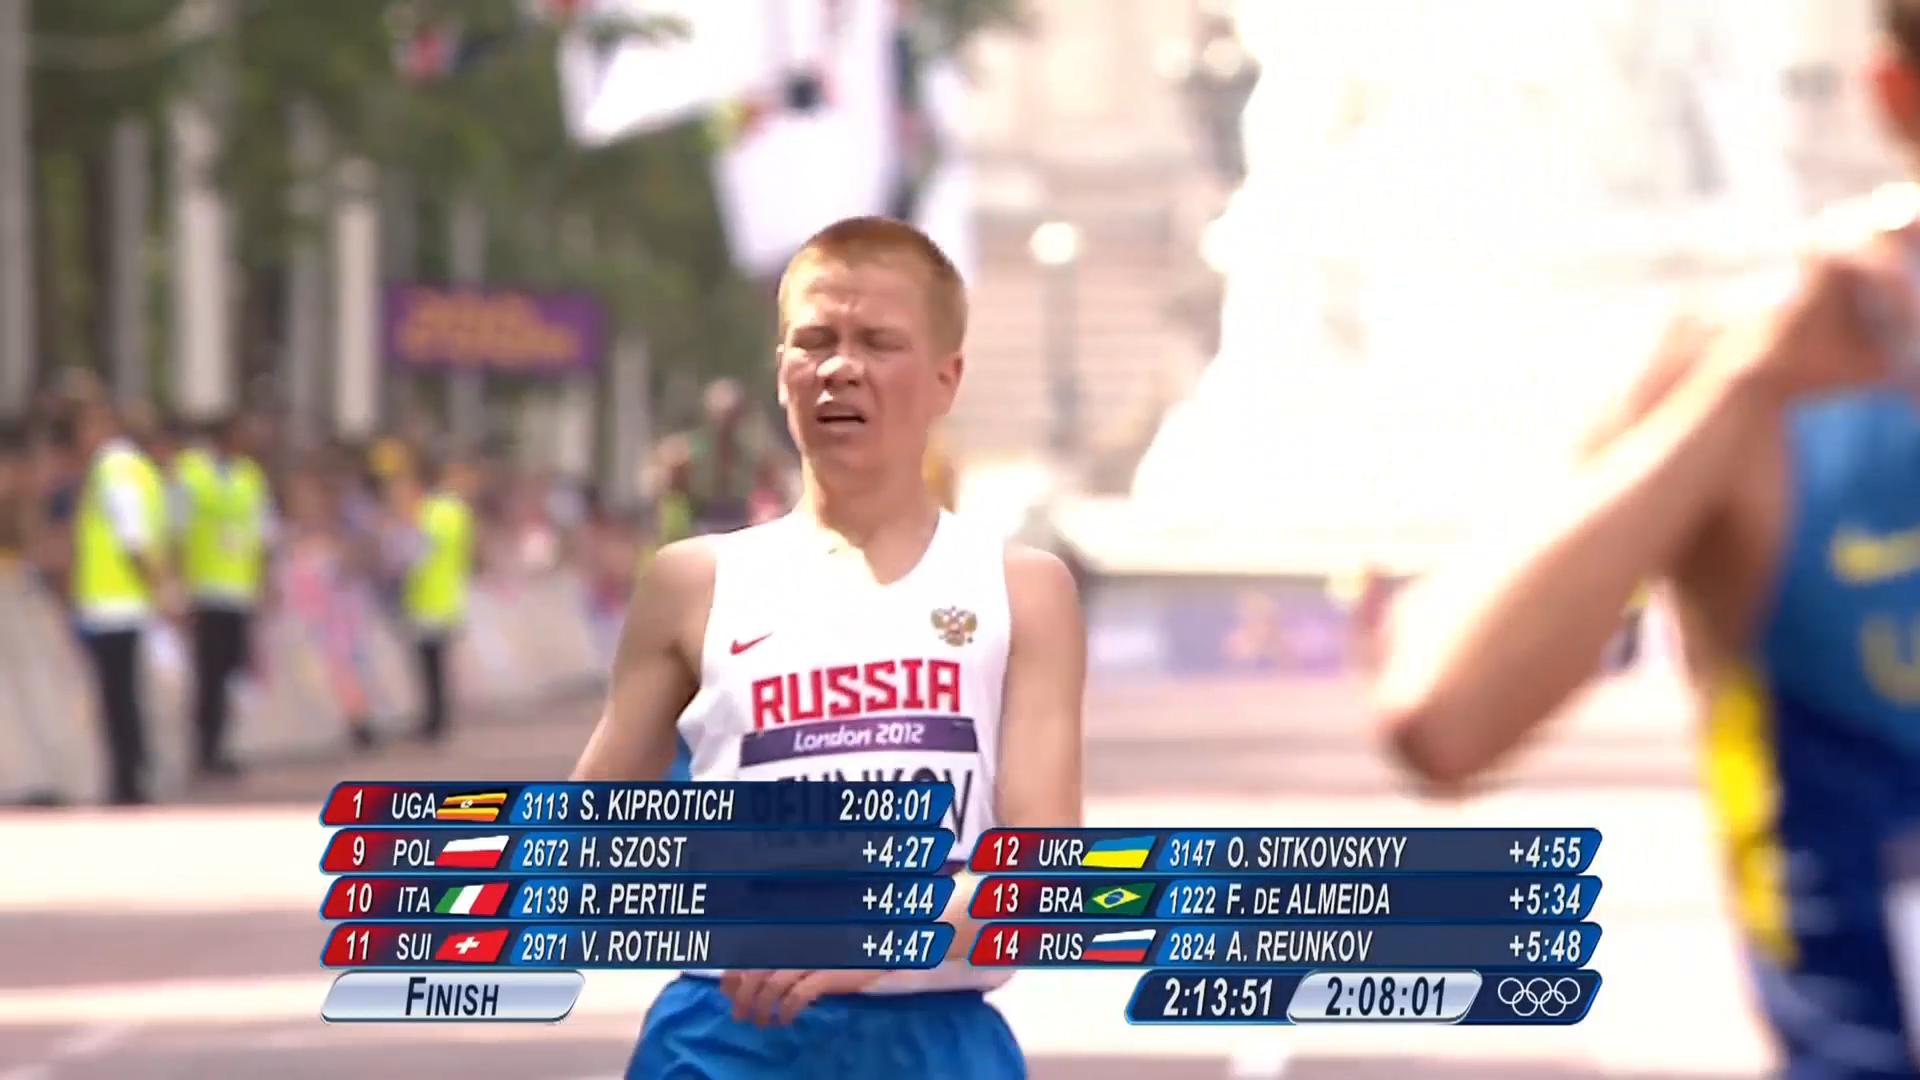 RUSSIA
London 2012
1 UGA 3113 S. KIPROTICH 2:08:01
9 POL 2672 H. SZOST +4:27
10 ITA 2139 R. PERTILE +4:44
11 SUI 2971 V. ROTHLIN +4:47
12 UKR 3147 O. SITKOVSKYY +4:55
13 BRA 1222 F. DE ALMEIDA +5:34
14 RUS 2824 A. REUNKOV +5:48
FINISH
2:13:51 2:08:01